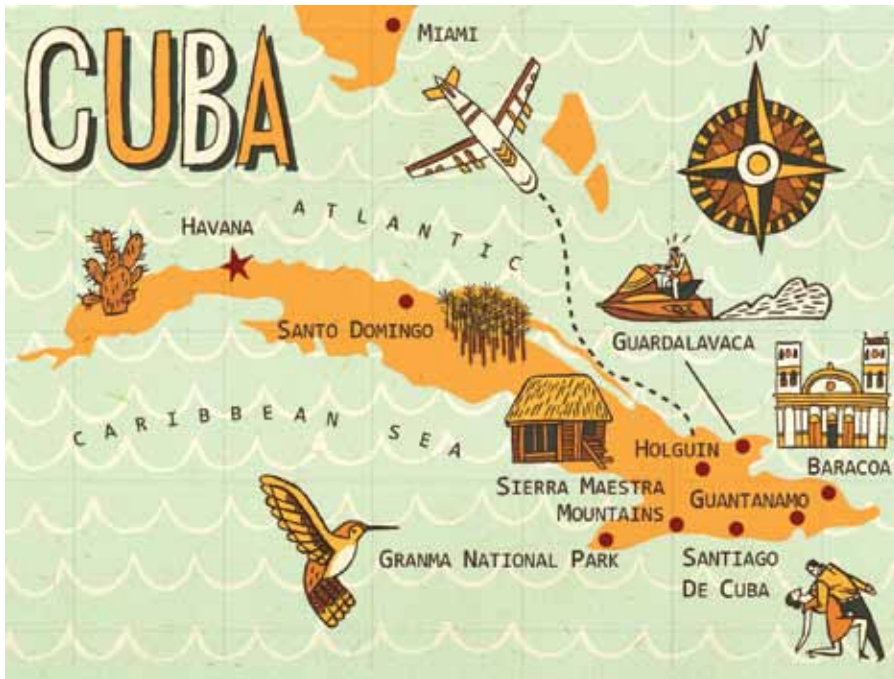 CUBA
MIAMI
N
HAVANA
ATLANTIC
SANTO DOMINGO
GUARDALAVACA
CARIBBEAN SEA
HOLGUIN
BARACOA
SIERRA MAESTRA
MOUNTAINS
GUANTANAMO
GRANMA NATIONAL PARK
SANTIAGO
DE CUBA